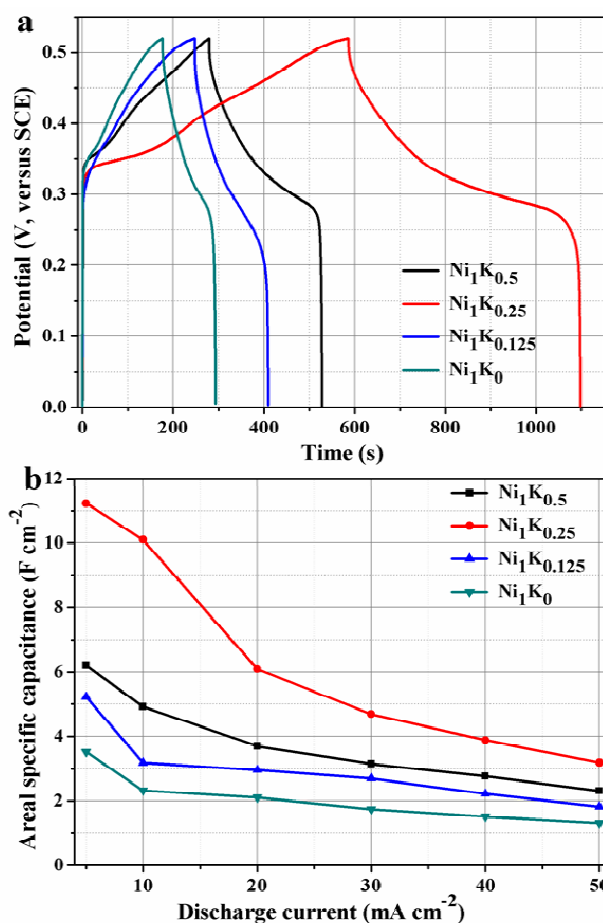 a
Potential (V, versus SCE)
0.5
0.4
0.3
0.2
0.1
0.0
Ni1K0.5
Ni1K0.25
Ni1K0.125
Ni1K0
0 200 400 600 800 1000
Time (s)
b
Areal specific capacitance (F cm-2)
12
10
8
6
4
2
0
Ni1K0.5
Ni1K0.25
Ni1K0.125
Ni1K0
10 20 30 40 50
Discharge current (mA cm-2)